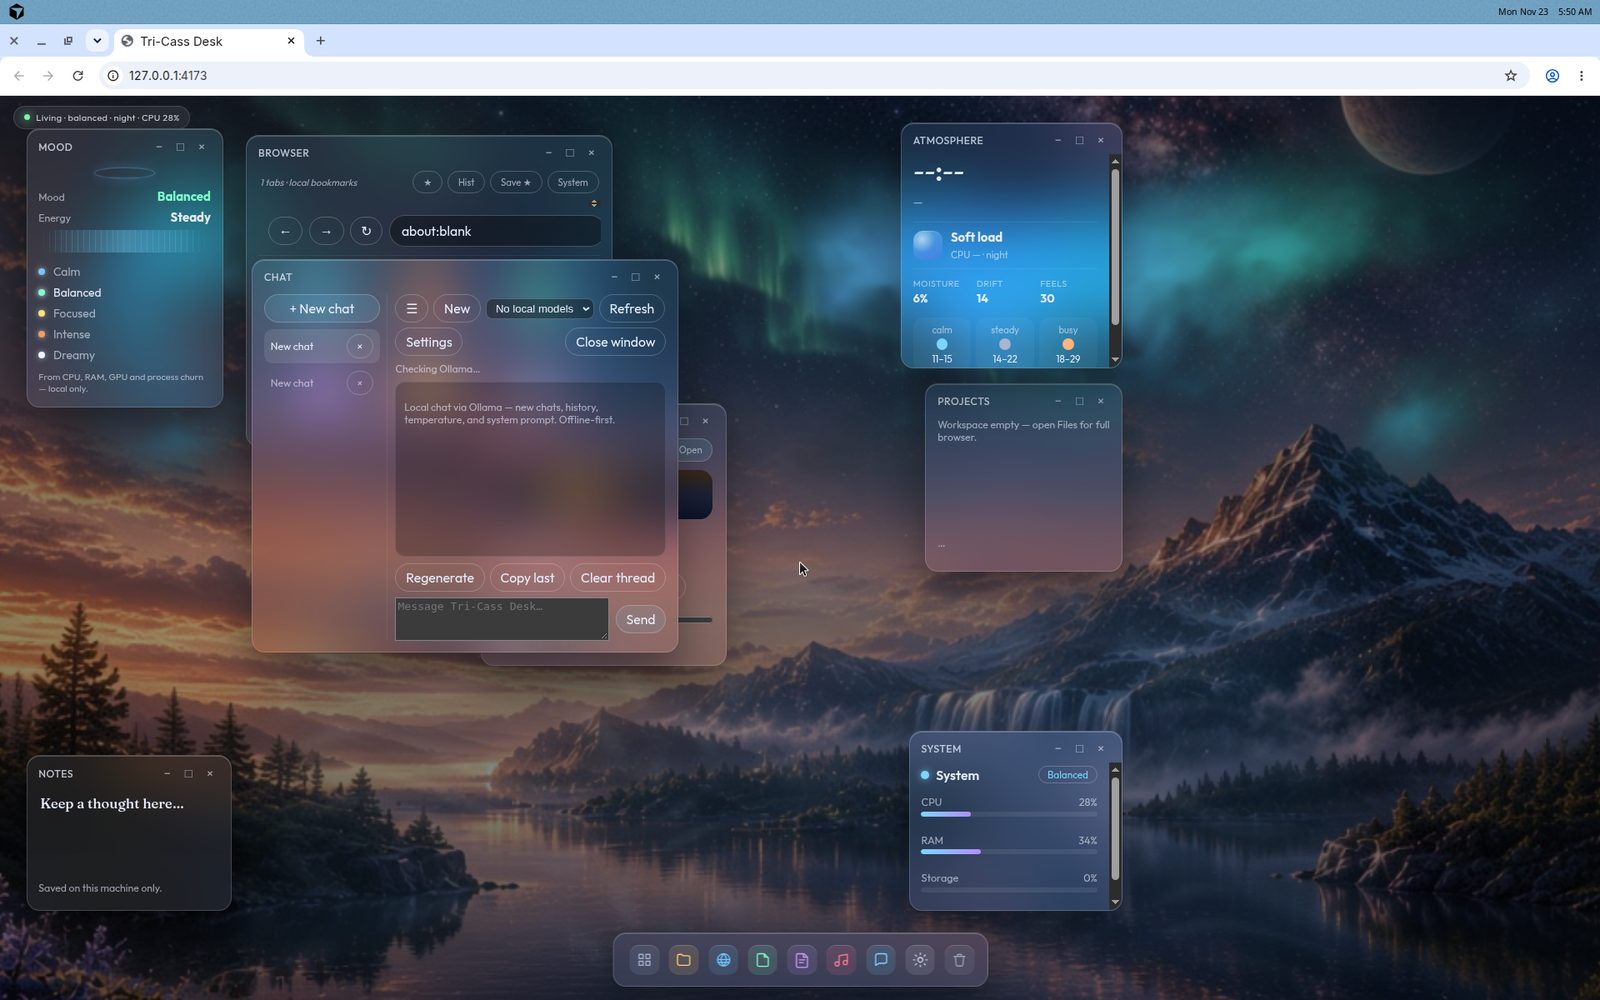 Mon Nov 23 5:50 AM
Tri-Cass Desk
127.0.0.1:4173
Living · balanced · night · CPU 28%
MOOD
Mood Balanced
Energy Steady
Calm
Balanced
Focused
Intense
Dreamy
From CPU, RAM, GPU and process churn
— local only.
BROWSER
1 tabs · local bookmarks
★ Hist Save ★ System
← → ↻ about:blank
CHAT
+ New chat
New chat ×
New chat ×
☰ New No local models Refresh
Settings Close window
Checking Ollama…
Local chat via Ollama — new chats, history,
temperature, and system prompt. Offline-first.
Regenerate Copy last Clear thread
Message Tri-Cass Desk…
Send
Open
ATMOSPHERE
--:--
—
Soft load
CPU — · night
MOISTURE DRIFT FEELS
6% 14 30
calm steady busy
11–15 14–22 18–29
PROJECTS
Workspace empty — open Files for full
browser.
…
NOTES
Keep a thought here...
Saved on this machine only.
SYSTEM
System Balanced
CPU 28%
RAM 34%
Storage 0%